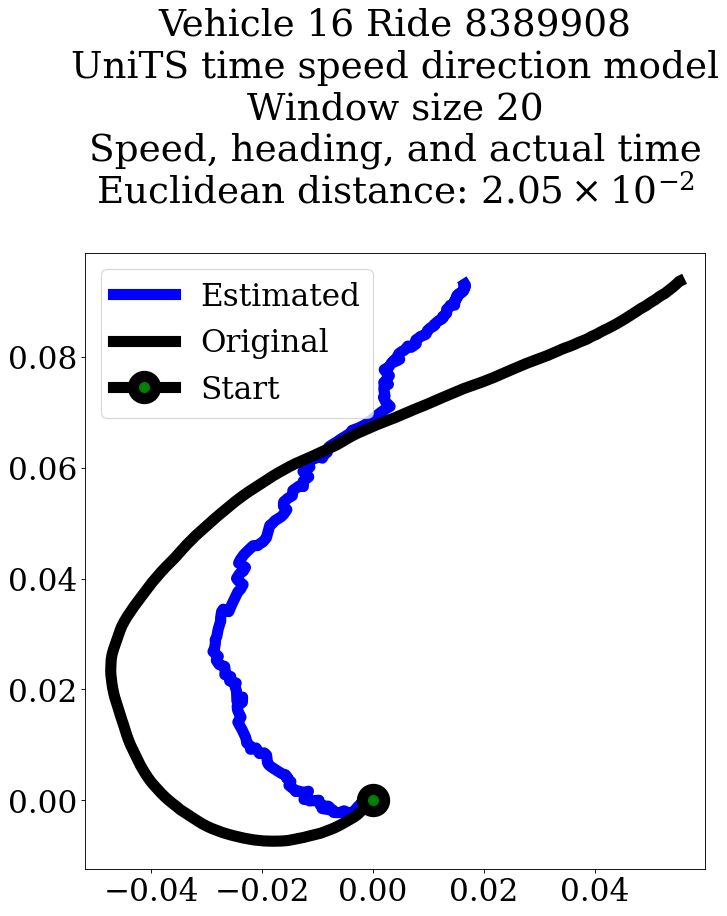 Vehicle 16 Ride 8389908
UniTS time speed direction model
Window size 20
Speed, heading, and actual time
Euclidean distance: 2.05 × 10⁻²
Estimated
Original
Start
0.08
0.06
0.04
0.02
0.00
−0.04 −0.02 0.00 0.02 0.04